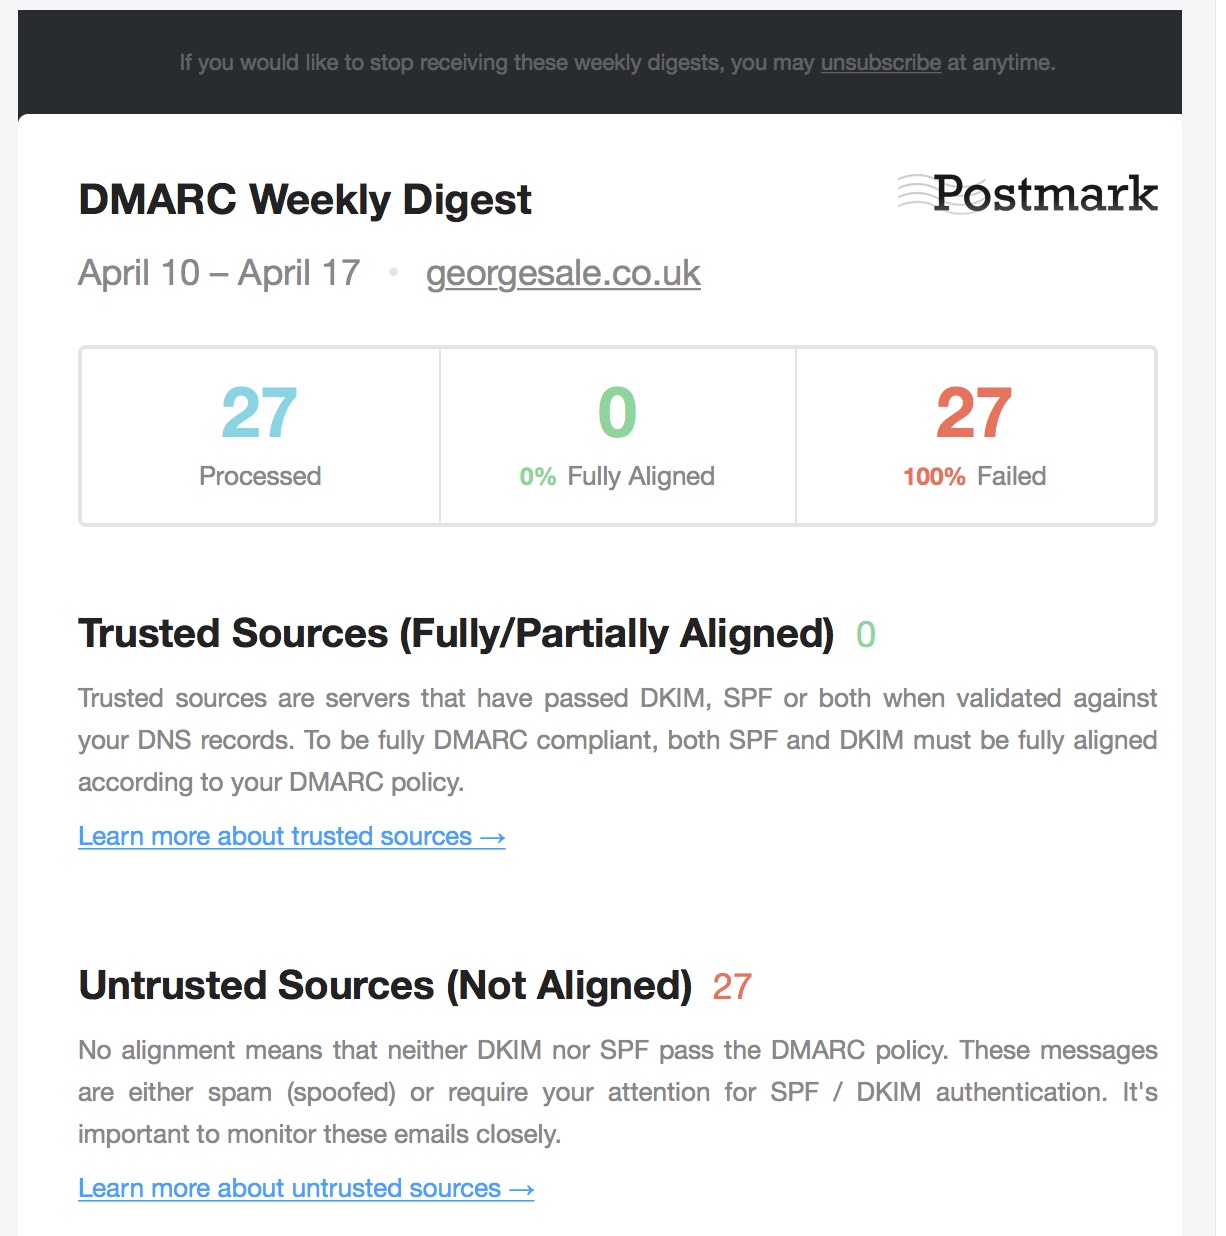 If you would like to stop receiving these weekly digests, you may unsubscribe at anytime.
DMARC Weekly Digest
Postmark
April 10 – April 17 • georgesale.co.uk
27
0
27
Processed
0% Fully Aligned
100% Failed
Trusted Sources (Fully/Partially Aligned) 0
Trusted sources are servers that have passed DKIM, SPF or both when validated against
your DNS records. To be fully DMARC compliant, both SPF and DKIM must be fully aligned
according to your DMARC policy.
Learn more about trusted sources →
Untrusted Sources (Not Aligned) 27
No alignment means that neither DKIM nor SPF pass the DMARC policy. These messages
are either spam (spoofed) or require your attention for SPF / DKIM authentication. It's
important to monitor these emails closely.
Learn more about untrusted sources →